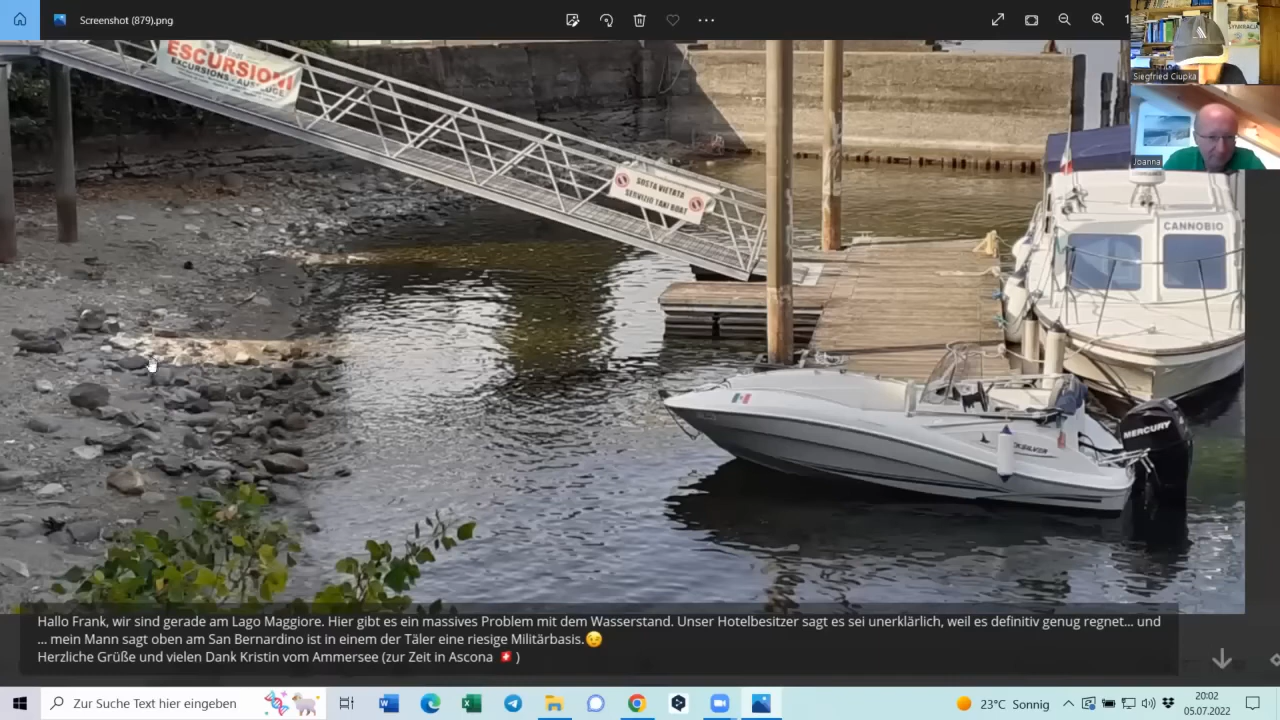 Screenshot (879).png
Siegfried Ciupka
Joanna
ESCURSIONI
EXCURSIONS - AUSFLÜGE
SOSTA VIETATA
SERVIZIO TAXI BOAT
CANNOBIO
MERCURY
QUICKSILVER
Hallo Frank, wir sind gerade am Lago Maggiore. Hier gibt es ein massives Problem mit dem Wasserstand. Unser Hotelbesitzer sagt es sei unerklärlich, weil es definitiv genug regnet... und
... mein Mann sagt oben am San Bernardino ist in einem der Täler eine riesige Militärbasis.😉
Herzliche Grüße und vielen Dank Kristin vom Ammersee (zur Zeit in Ascona 🇨🇭 )
Zur Suche Text hier eingeben
23°C Sonnig
20:02
05.07.2022